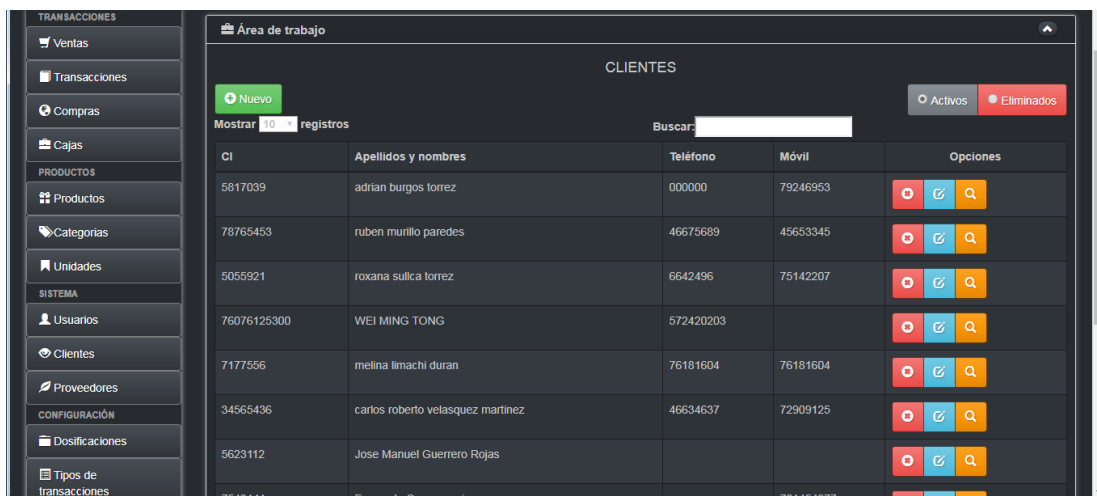 TRANSACCIONES
Ventas
Transacciones
Compras
Cajas
PRODUCTOS
Productos
Categorias
Unidades
SISTEMA
Usuarios
Clientes
Proveedores
CONFIGURACIÓN
Dosificaciones
Tipos de
transacciones
Área de trabajo
CLIENTES
Nuevo
Activos Eliminados
Mostrar 10 registros Buscar:
CI Apellidos y nombres Teléfono Móvil Opciones
5817039 adrian burgos torrez 000000 79246953
78765453 ruben murillo paredes 46675689 45653345
5055921 roxana sullca torrez 6642496 75142207
76076125300 WEI MING TONG 572420203
7177556 melina limachi duran 76181604 76181604
34565436 carlos roberto velasquez martinez 46634637 72909125
5623112 Jose Manuel Guerrero Rojas